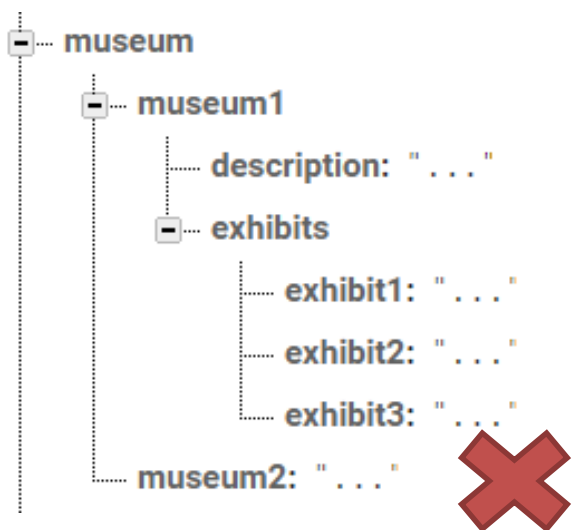 museum
museum1
description: "..."
exhibits
exhibit1: "..."
exhibit2: "..."
exhibit3: "..."
museum2: "..."